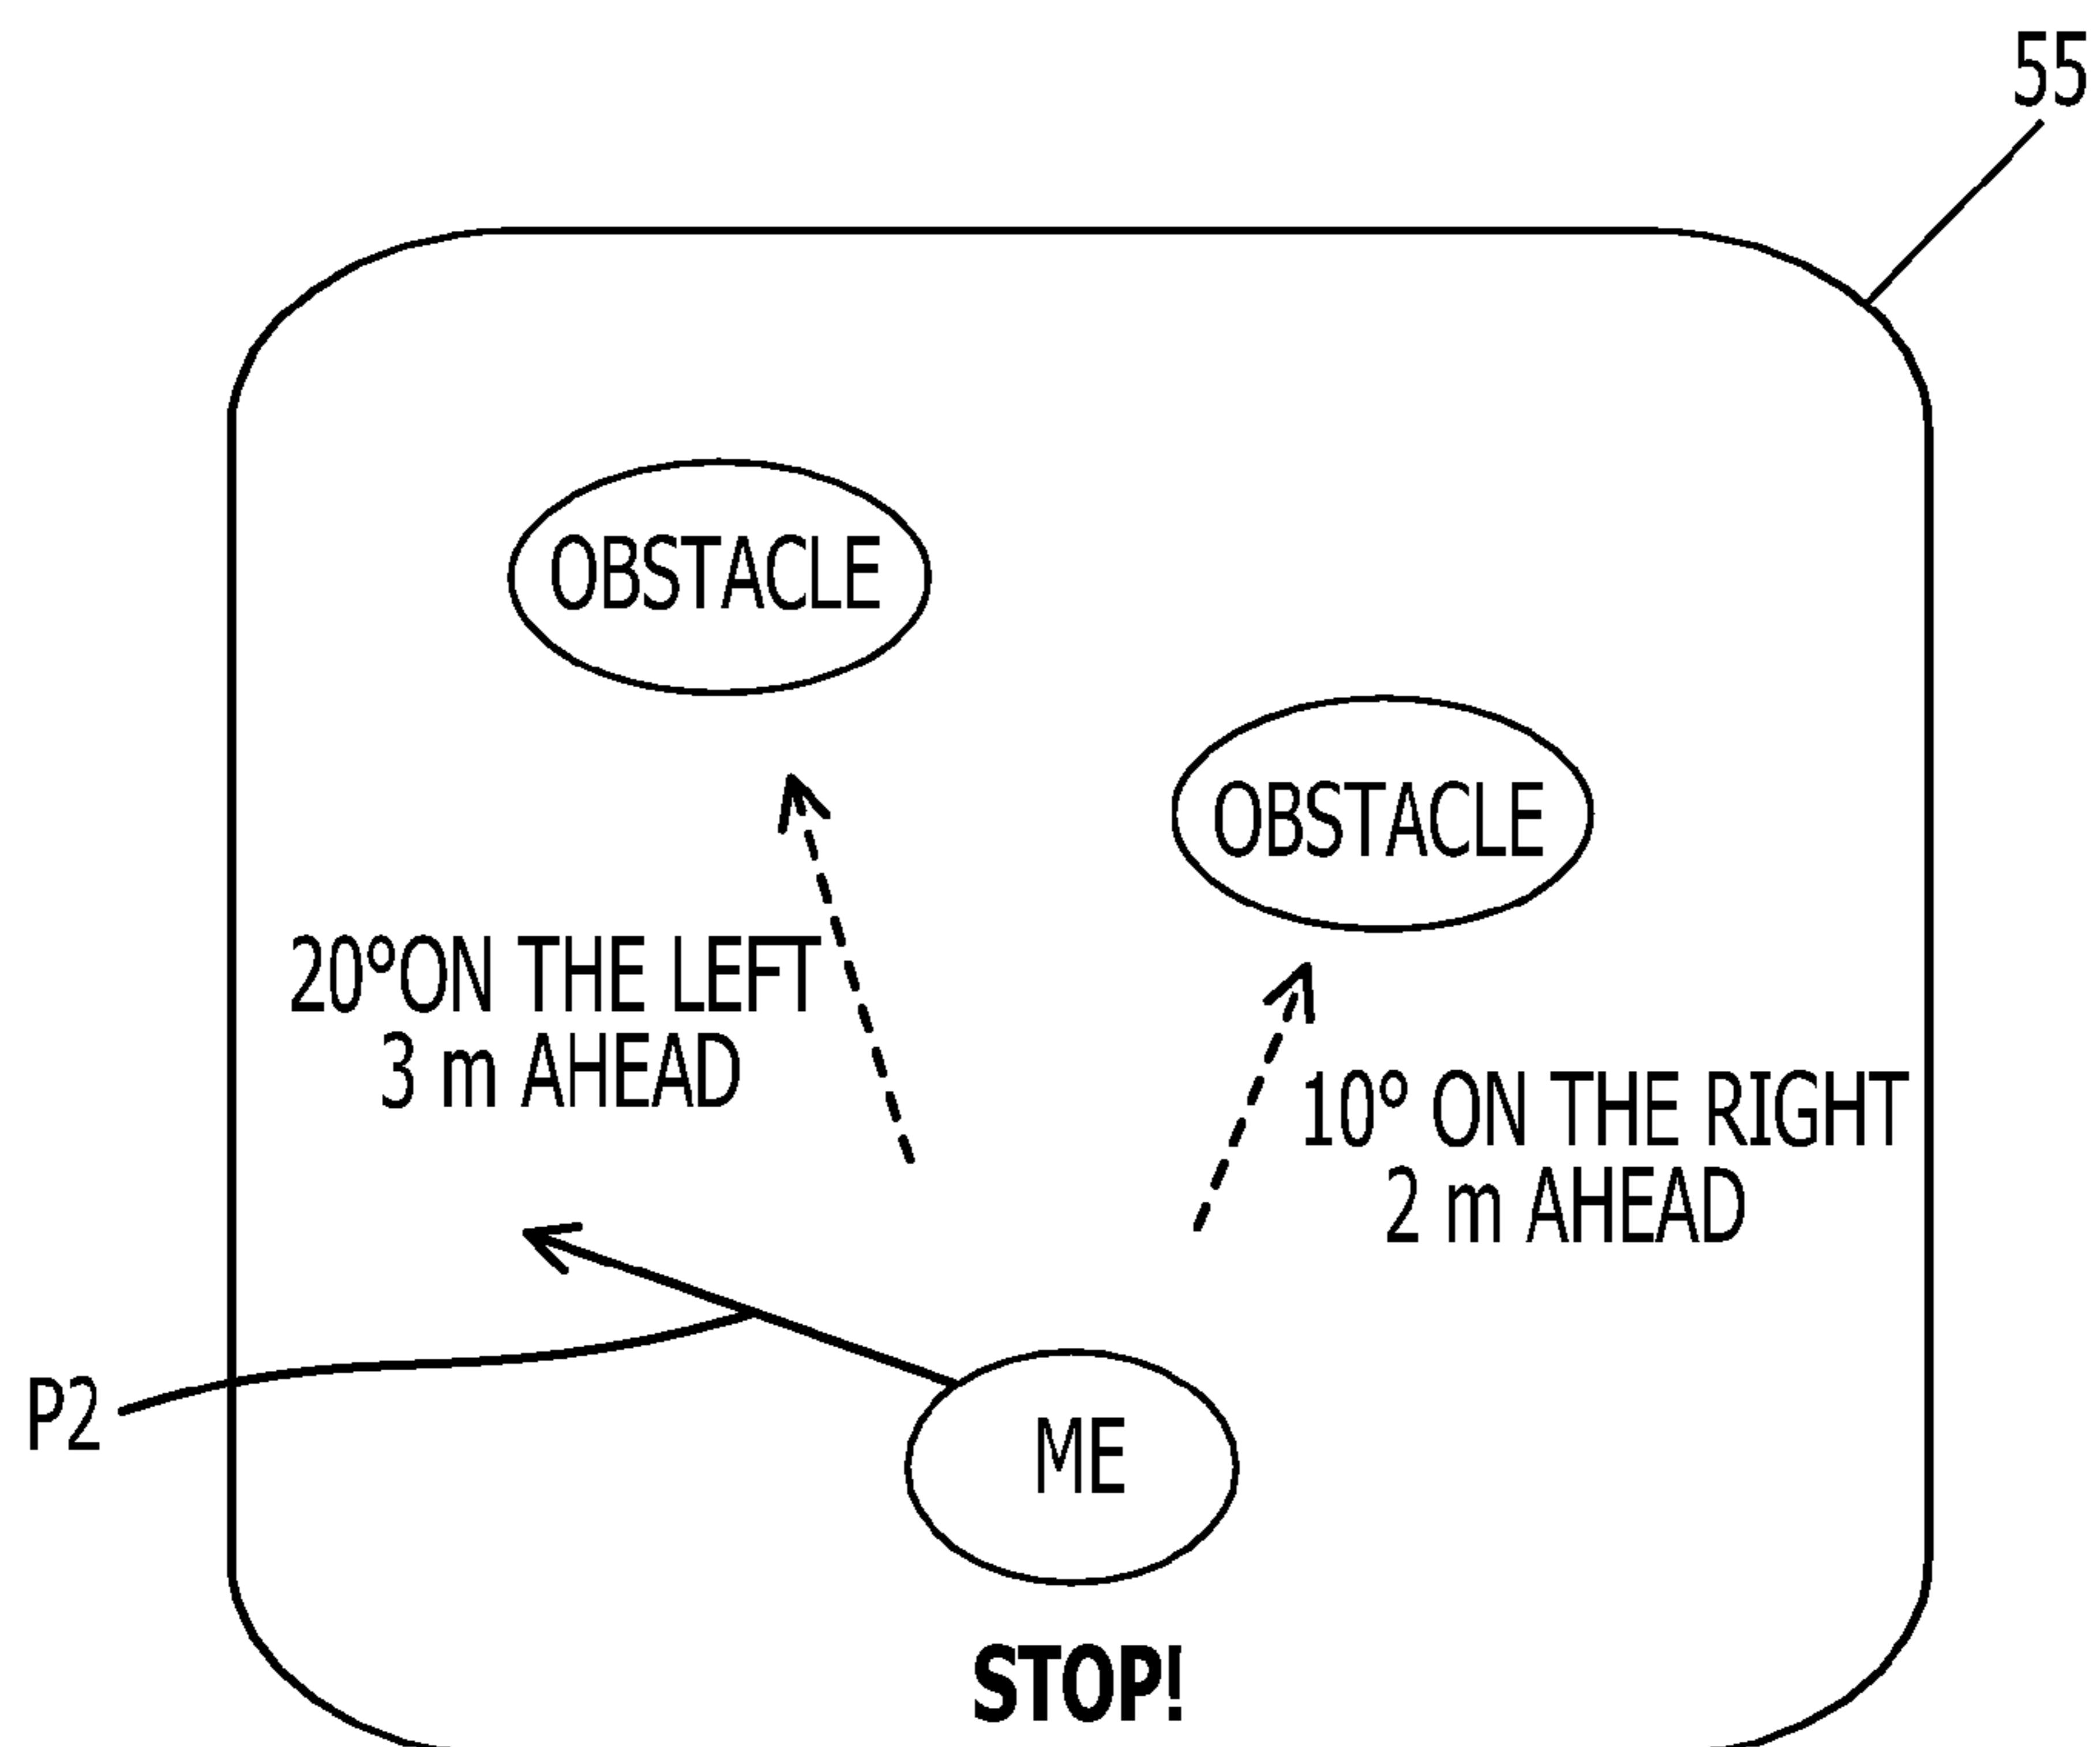 55
OBSTACLE
OBSTACLE
20°ON THE LEFT
3 m AHEAD
10° ON THE RIGHT
2 m AHEAD
P2
ME
STOP!